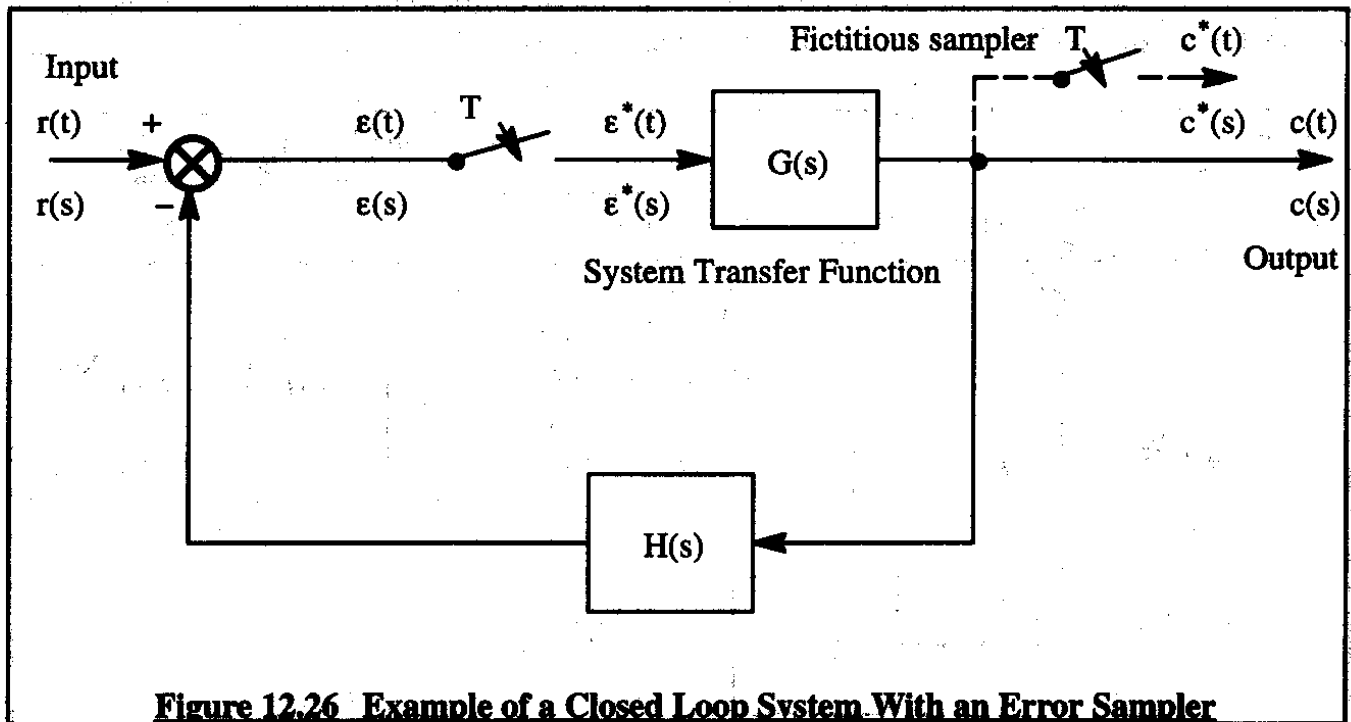 Fictitious sampler T c*(t)
Input
r(t) + ε(t) T ε*(t) c*(s) c(t)
G(s)
r(s) − ε(s) ε*(s) c(s)
System Transfer Function Output
H(s)
Figure 12.26 Example of a Closed Loop System With an Error Sampler